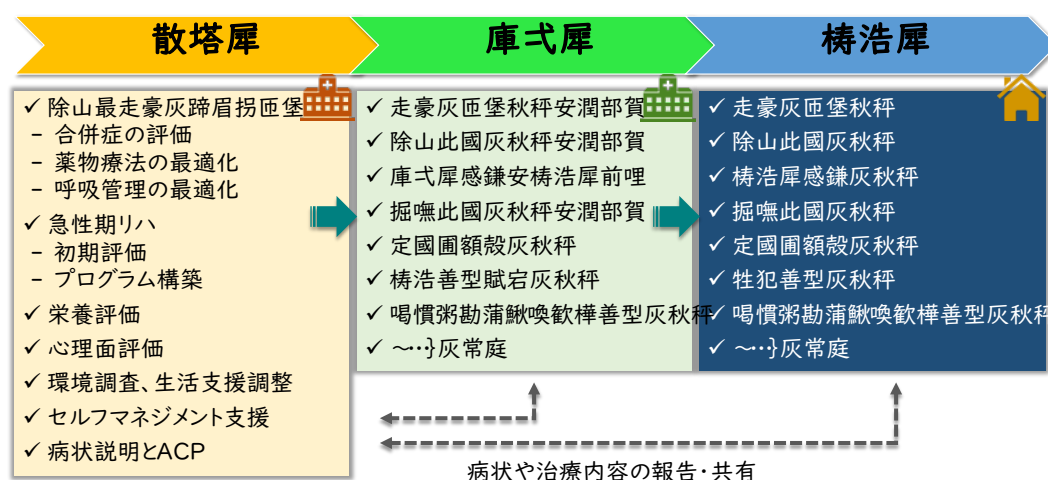 散塔犀
庫弍犀
梼浩犀
✓ 除山最走豪灰蹄眉拐匝堡
– 合併症の評価
– 薬物療法の最適化
– 呼吸管理の最適化
✓ 急性期リハ
– 初期評価
– プログラム構築
✓ 栄養評価
✓ 心理面評価
✓ 環境調査、生活支援調整
✓ セルフマネジメント支援
✓ 病状説明とACP
✓ 走豪灰匝堡秋秤安潤部賀
✓ 除山此國灰秋秤安潤部賀
✓ 庫弍犀感鎌安梼浩犀前哩
✓ 掘嘸此國灰秋秤安潤部賀
✓ 定國圃額殻灰秋秤
✓ 梼浩善型賦宕灰秋秤
✓ 喝慣粥勘蒲鰍喚歓樺善型灰秋秤
✓ ～…}灰常庭
✓ 走豪灰匝堡秋秤
✓ 除山此國灰秋秤
✓ 梼浩犀感鎌灰秋秤
✓ 掘嘸此國灰秋秤
✓ 定國圃額殻灰秋秤
✓ 牲犯善型灰秋秤
✓ 喝慣粥勘蒲鰍喚歓樺善型灰秋秤
✓ ～…}灰常庭
病状や治療内容の報告・共有